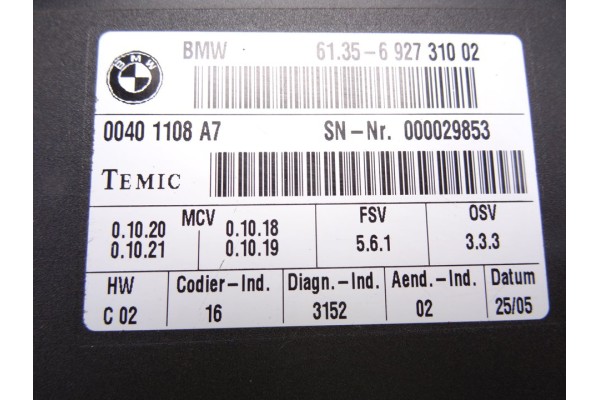 BMW
BMW 61.35-6 927 310 02
0040 1108 A7 SN-Nr. 000029853
TEMIC
MCV FSV OSV
0.10.20 0.10.18
0.10.21 0.10.19 5.6.1 3.3.3
HW Codier-Ind. Diagn.-Ind. Aend.-Ind. Datum
C 02 16 3152 02 25/05